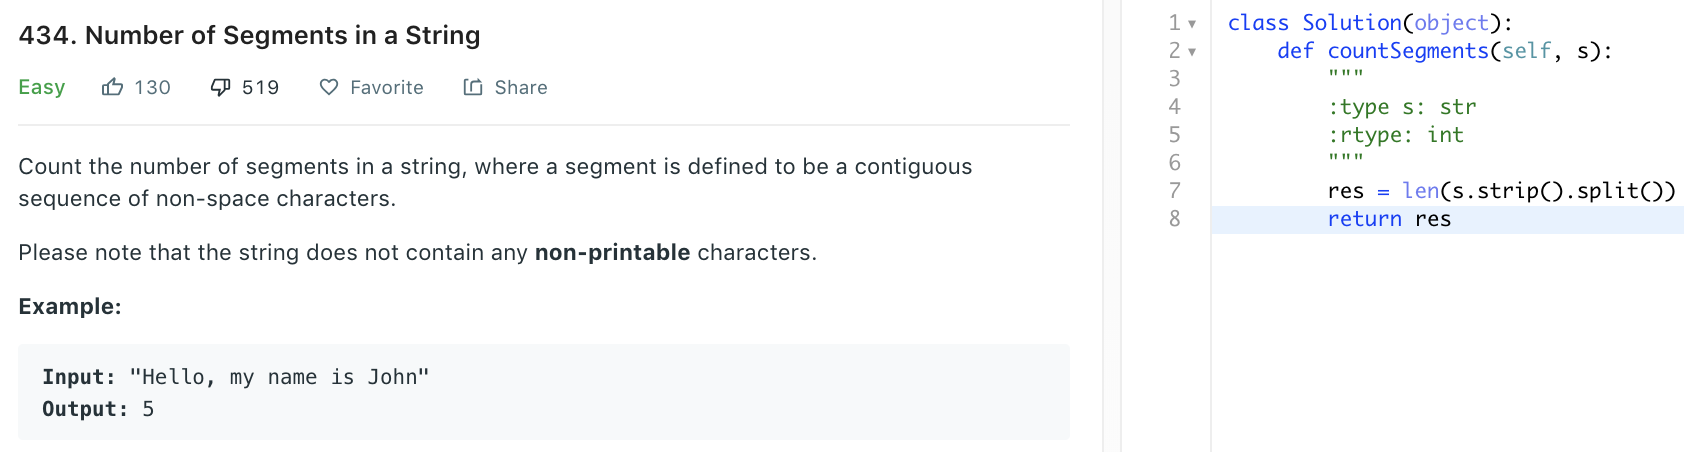 434. Number of Segments in a String
Easy 130 519 Favorite Share
Count the number of segments in a string, where a segment is defined to be a contiguous
sequence of non-space characters.
Please note that the string does not contain any non-printable characters.
Example:
Input: "Hello, my name is John"
Output: 5
1 class Solution(object):
2 def countSegments(self, s):
3 """
4 :type s: str
5 :rtype: int
6 """
7 res = len(s.strip().split())
8 return res